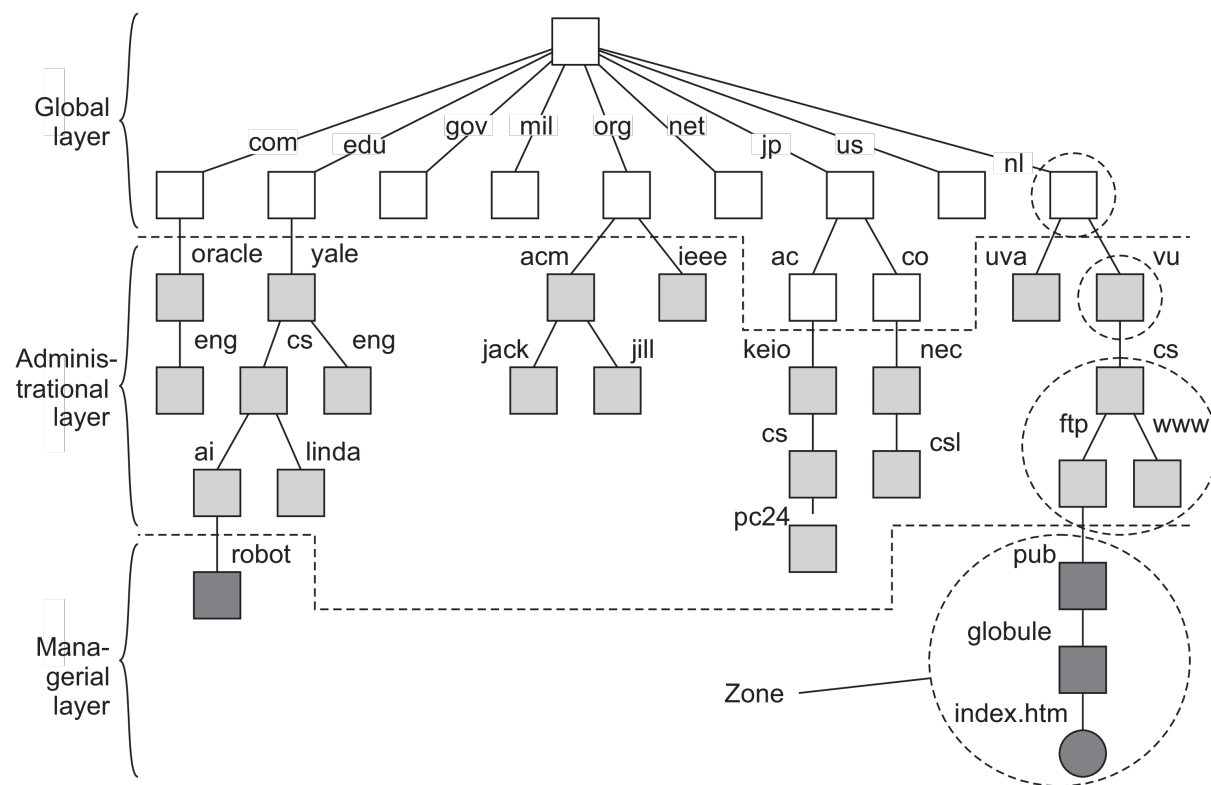 Global
layer
com
edu
gov
mil
org
net
jp
us
nl
oracle
yale
acm
ieee
ac
co
uva
vu
Adminis-
trational
layer
eng
cs
eng
jack
jill
keio
nec
cs
ai
linda
cs
csl
ftp
www
pc24
robot
pub
Mana-
gerial
layer
globule
Zone
index.htm